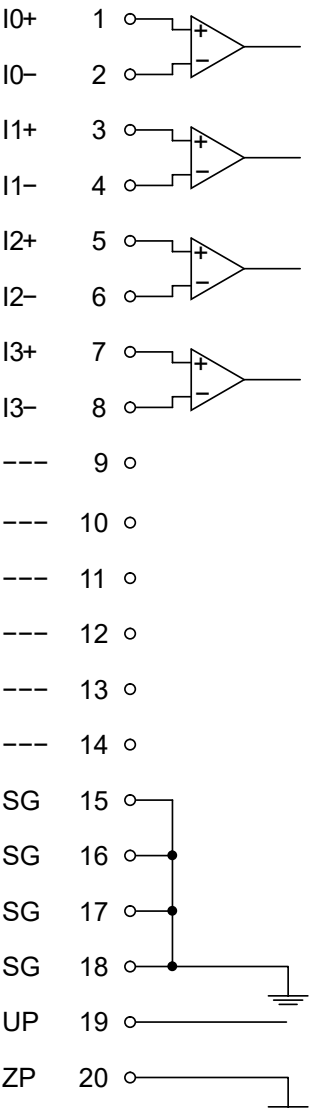 I0+ 1
+
I0− 2
−
I1+ 3
+
I1− 4
−
I2+ 5
+
I2− 6
−
I3+ 7
+
I3− 8
−
--- 9
--- 10
--- 11
--- 12
--- 13
--- 14
SG 15
SG 16
SG 17
SG 18
UP 19
ZP 20